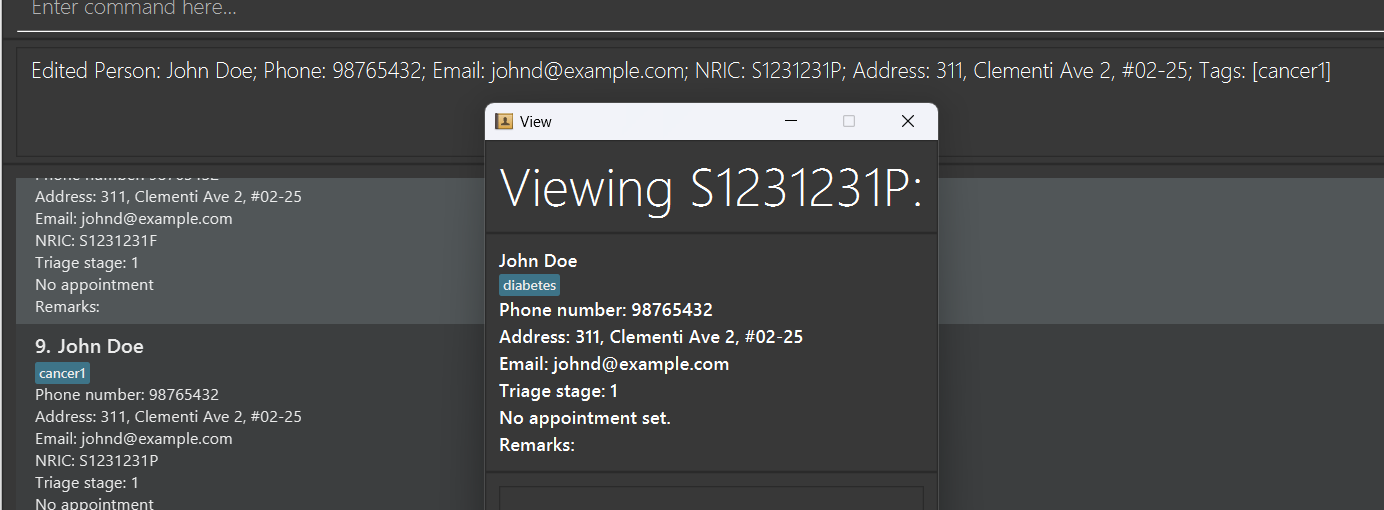 Enter command here...
Edited Person: John Doe; Phone: 98765432; Email: johnd@example.com; NRIC: S1231231P; Address: 311, Clementi Ave 2, #02-25; Tags: [cancer1]
Phone number: 98765432
Address: 311, Clementi Ave 2, #02-25
Email: johnd@example.com
NRIC: S1231231F
Triage stage: 1
No appointment
Remarks:
9. John Doe
cancer1
Phone number: 98765432
Address: 311, Clementi Ave 2, #02-25
Email: johnd@example.com
NRIC: S1231231P
Triage stage: 1
No appointment
View
Viewing S1231231P:
John Doe
diabetes
Phone number: 98765432
Address: 311, Clementi Ave 2, #02-25
Email: johnd@example.com
Triage stage: 1
No appointment set.
Remarks: